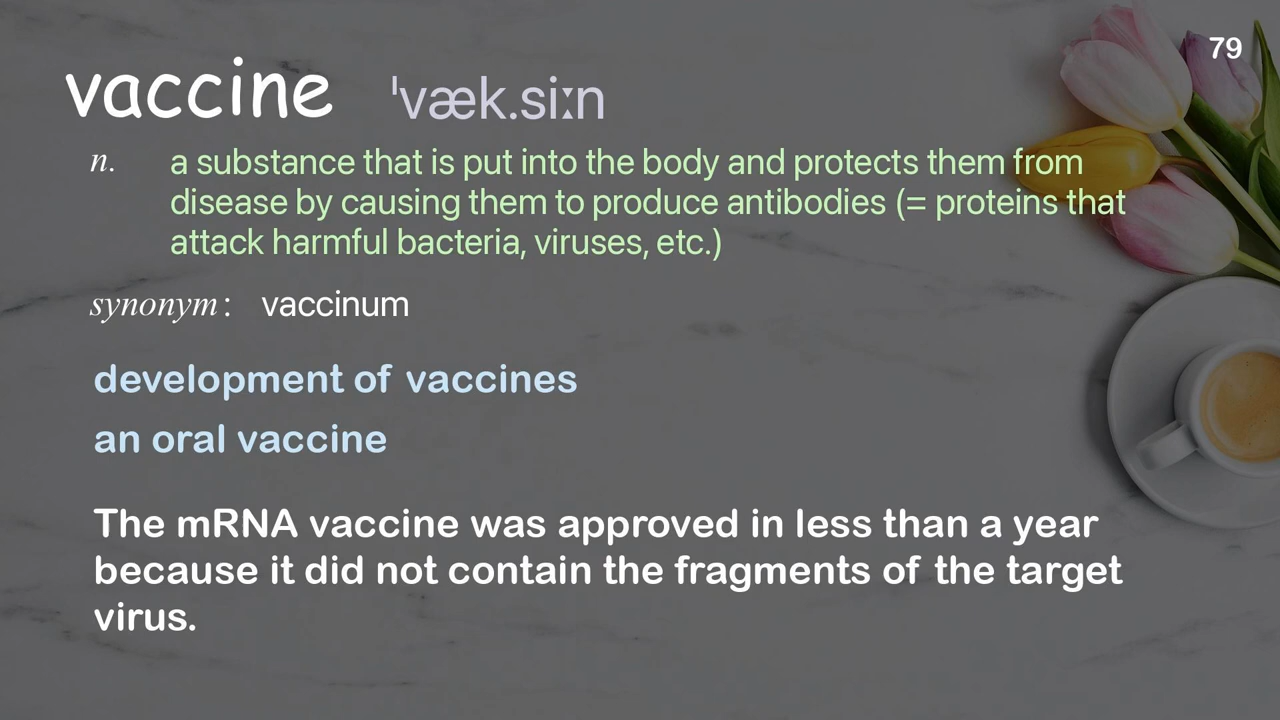 79
vaccine ˈvæk.siːn
n. a substance that is put into the body and protects them from
disease by causing them to produce antibodies (= proteins that
attack harmful bacteria, viruses, etc.)
synonym: vaccinum
development of vaccines
an oral vaccine
The mRNA vaccine was approved in less than a year
because it did not contain the fragments of the target
virus.